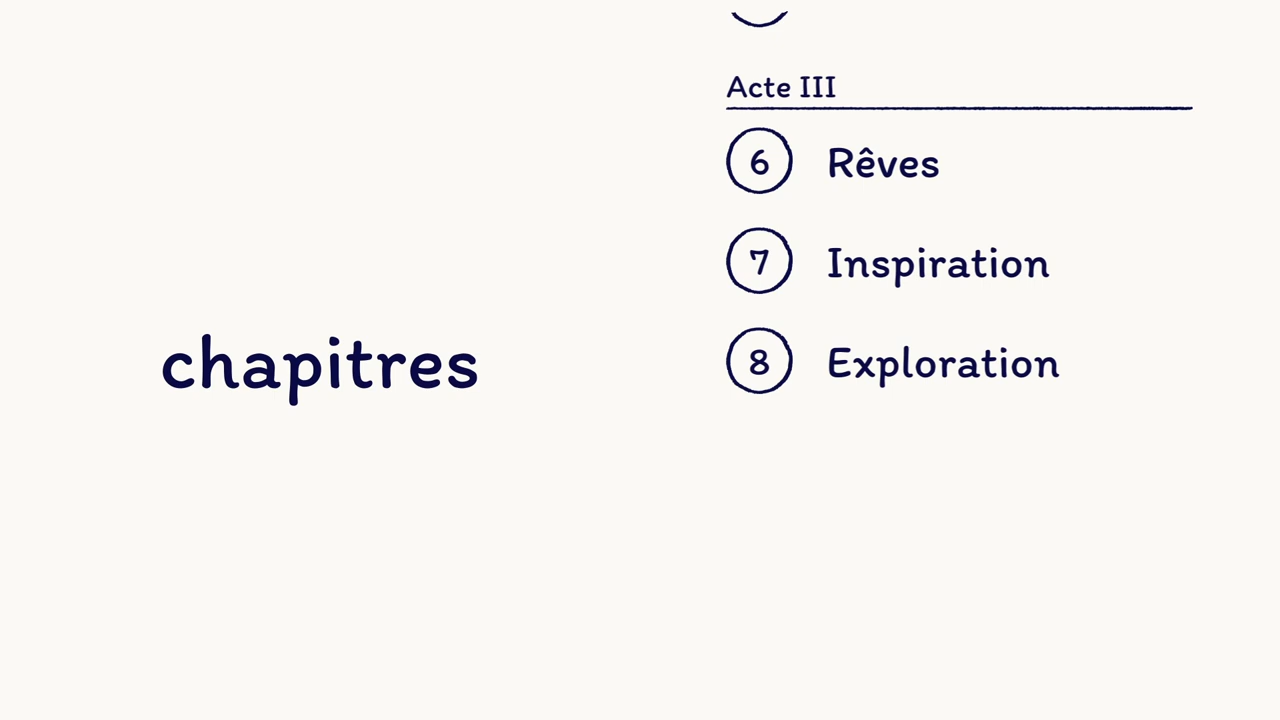 chapitres
Acte III
6 Rêves
7 Inspiration
8 Exploration